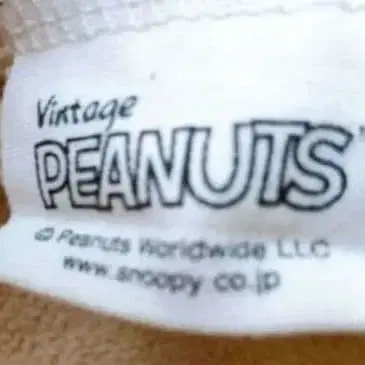 Vintage
PEANUTS
© Peanuts Worldwide LLC
www.snoopy.co.jp